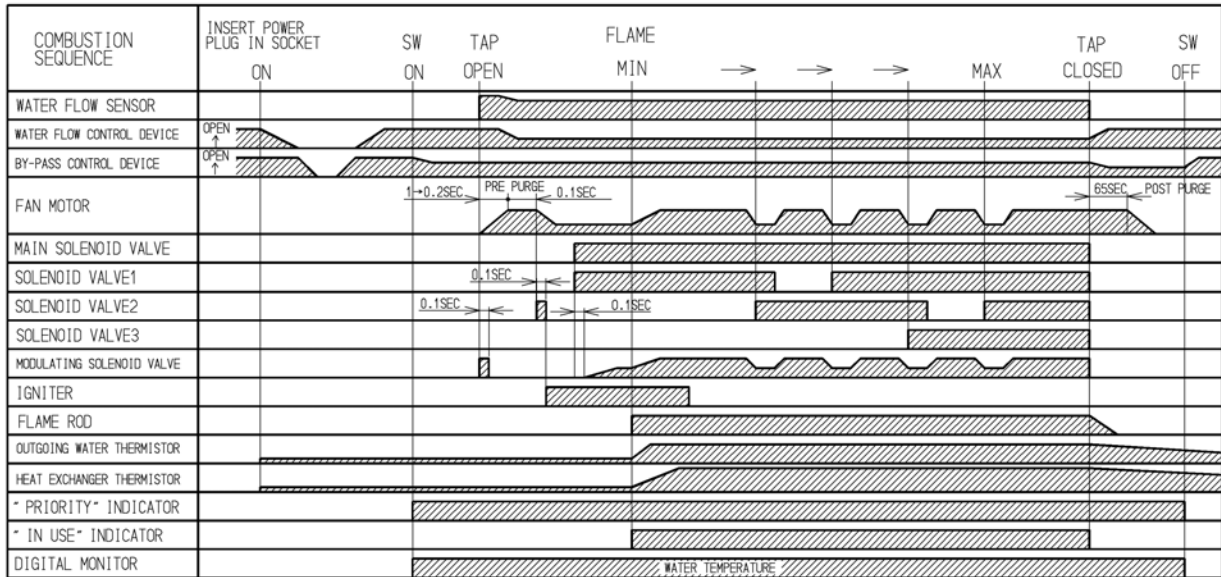 COMBUSTION
SEQUENCE
INSERT POWER
PLUG IN SOCKET
ON
SW
ON
TAP
OPEN
FLAME
MIN
→ → →
MAX
TAP
CLOSED
SW
OFF
WATER FLOW SENSOR
WATER FLOW CONTROL DEVICE
OPEN
↑
BY-PASS CONTROL DEVICE
OPEN
↑
FAN MOTOR
1→0.2SEC
PRE PURGE
0.1SEC
65SEC
POST PURGE
MAIN SOLENOID VALVE
SOLENOID VALVE1
0.1SEC
SOLENOID VALVE2
0.1SEC
0.1SEC
SOLENOID VALVE3
MODULATING SOLENOID VALVE
IGNITER
FLAME ROD
OUTGOING WATER THERMISTOR
HEAT EXCHANGER THERMISTOR
" PRIORITY" INDICATOR
" IN USE" INDICATOR
DIGITAL MONITOR
WATER TEMPERATURE